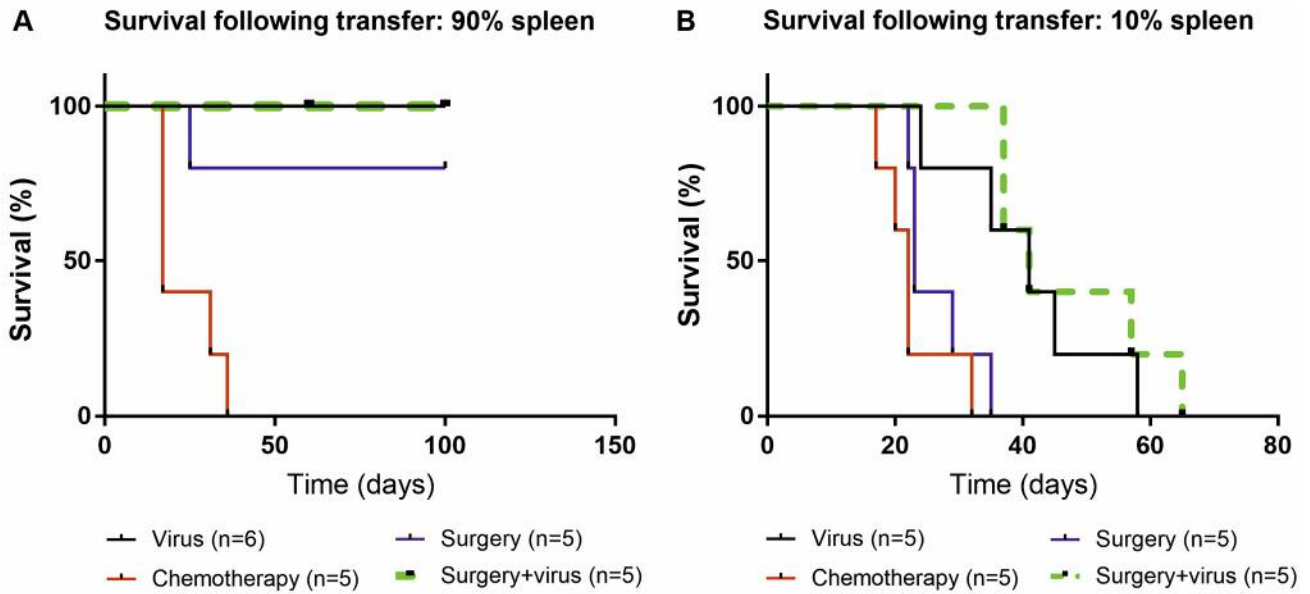 A Survival following transfer: 90% spleen
Survival (%)
100
50
0
0 50 100 150
Time (days)
Virus (n=6)
Surgery (n=5)
Chemotherapy (n=5)
Surgery+virus (n=5)
B Survival following transfer: 10% spleen
Survival (%)
100
50
0
0 20 40 60 80
Time (days)
Virus (n=5)
Surgery (n=5)
Chemotherapy (n=5)
Surgery+virus (n=5)